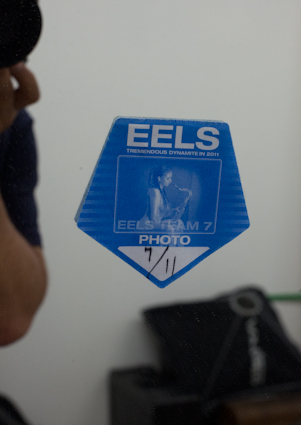 EELS
TREMENDOUS DYNAMITE IN 2011
EELS TEAM 7
PHOTO
7/11